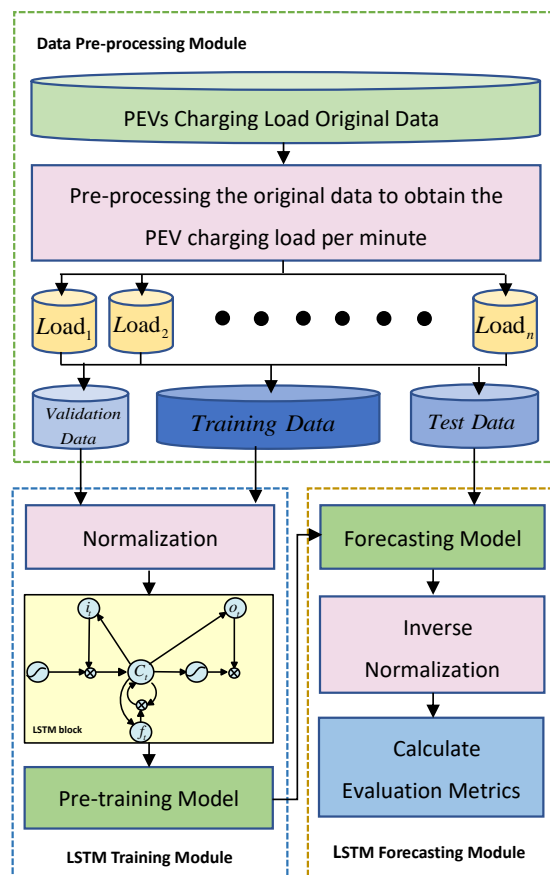 Data Pre-processing Module
PEVs Charging Load Original Data
Pre-processing the original data to obtain the
PEV charging load per minute
Load1
Load2
Loadn
Validation
Data
Training Data
Test Data
Normalization
it
ot
Ct
ft
LSTM block
Pre-training Model
LSTM Training Module
Forecasting Model
Inverse
Normalization
Calculate
Evaluation Metrics
LSTM Forecasting Module